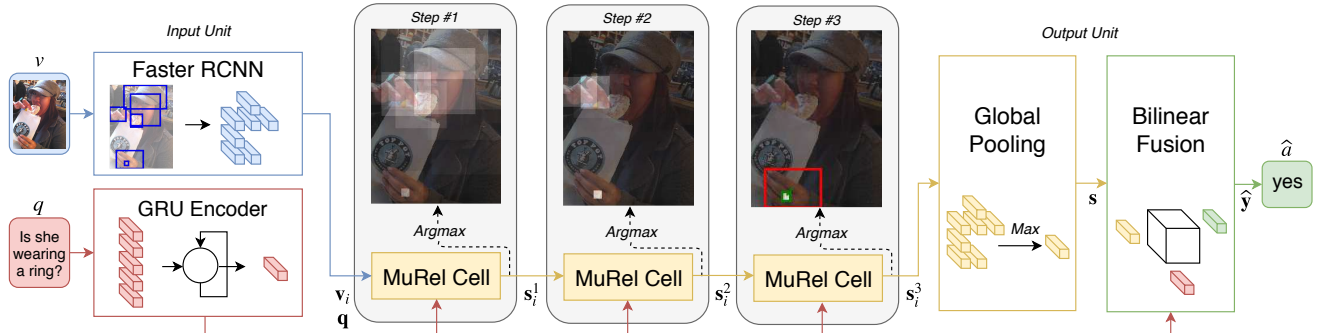 Input Unit
v
Faster RCNN
q
Is she
wearing
a ring?
GRU Encoder
v_i
q
Step #1
Argmax
MuRel Cell
s_i^1
Step #2
Argmax
MuRel Cell
s_i^2
Step #3
Argmax
MuRel Cell
s_i^3
Output Unit
Global
Pooling
Max
s
Bilinear
Fusion
ŷ
â
yes